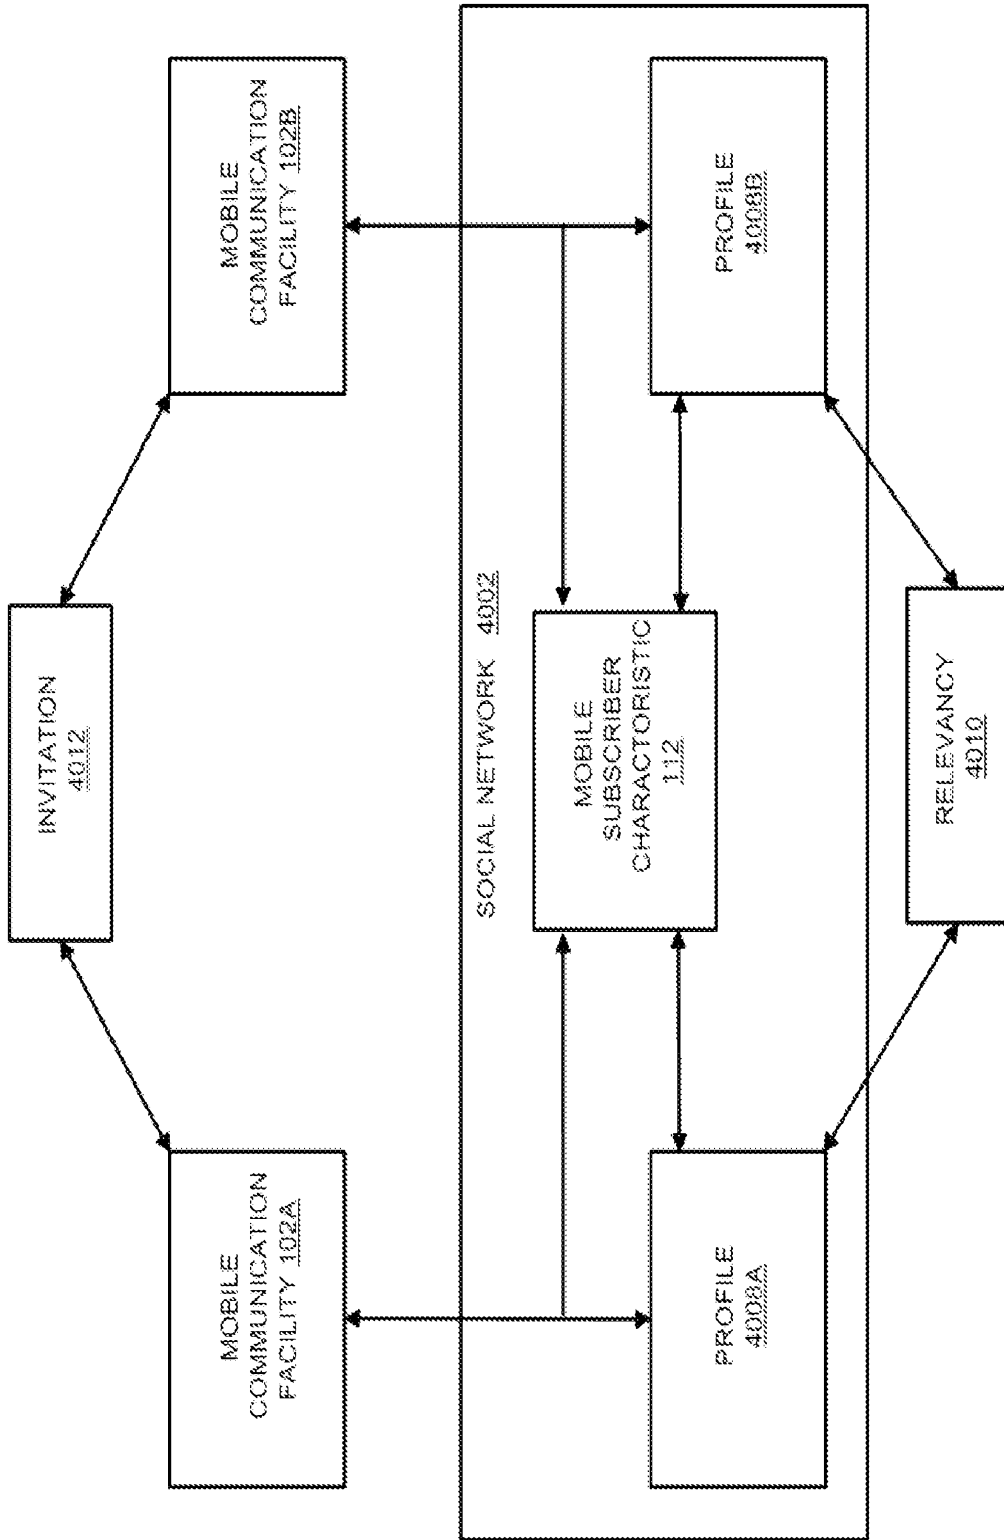 INVITATION
4012
MOBILE
COMMUNICATION
FACILITY 102A
MOBILE
COMMUNICATION
FACILITY 102B
SOCIAL NETWORK 4002
MOBILE
SUBSCRIBER
CHARACTORISTIC
112
PROFILE
4008A
PROFILE
4008B
RELEVANCY
4010